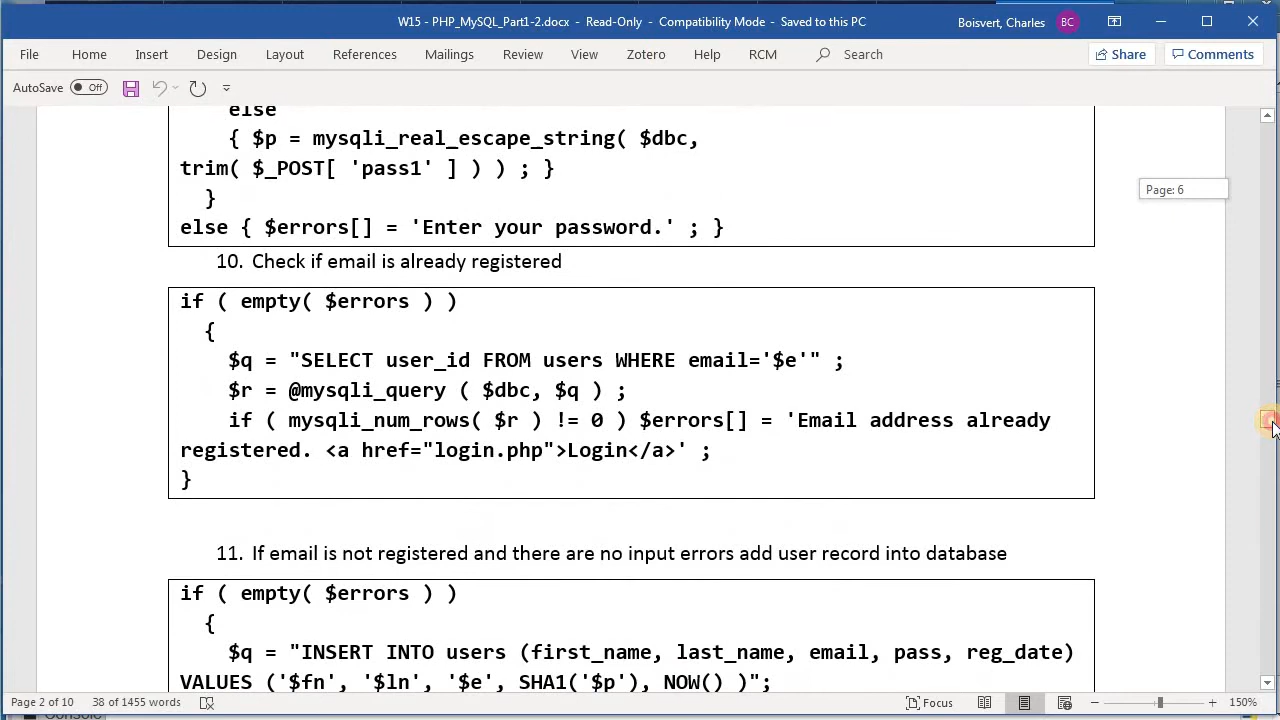 W15 - PHP_MySQL_Part1-2.docx - Read-Only - Compatibility Mode - Saved to this PC
Boisvert, Charles BC
File Home Insert Design Layout References Mailings Review View Zotero Help RCM Search Share Comments
AutoSave Off
else
{ $p = mysqli_real_escape_string( $dbc,
trim( $_POST[ 'pass1' ] ) ) ; }
}
else { $errors[] = 'Enter your password.' ; }
Page: 6
10. Check if email is already registered
if ( empty( $errors ) )
{
$q = "SELECT user_id FROM users WHERE email='$e'" ;
$r = @mysqli_query ( $dbc, $q ) ;
if ( mysqli_num_rows( $r ) != 0 ) $errors[] = 'Email address already
registered. <a href="login.php">Login</a>' ;
}
11. If email is not registered and there are no input errors add user record into database
if ( empty( $errors ) )
{
$q = "INSERT INTO users (first_name, last_name, email, pass, reg_date)
VALUES ('$fn', '$ln', '$e', SHA1('$p'), NOW() )";
Page 2 of 10 38 of 1455 words Focus 150%
Console